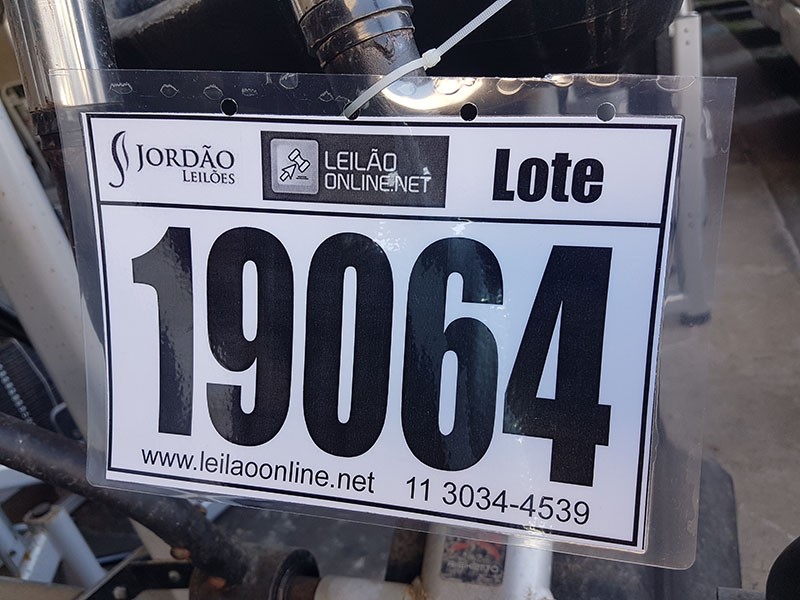 JORDÃO
LEILÕES
LEILÃO
ONLINE.NET
Lote
19064
www.leilaoonline.net 11 3034-4539